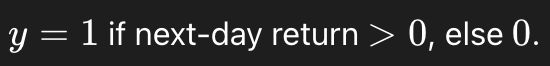 y = 1 if next-day return > 0, else 0.